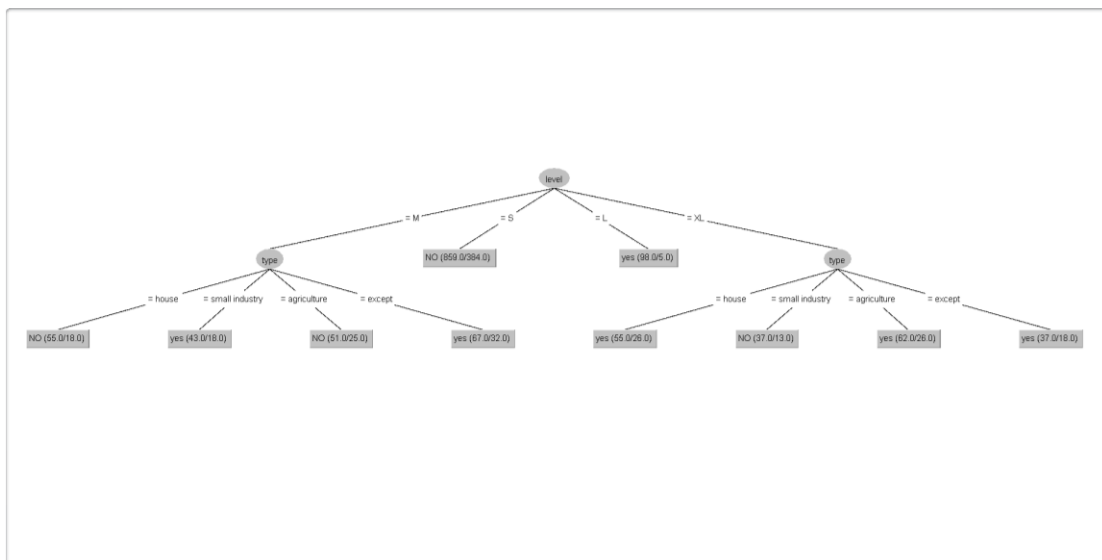 level
= M
= S
= L
= XL
type
NO (859.0/384.0)
yes (98.0/5.0)
type
= house
= small industry
= agriculture
= except
= house
= small industry
= agriculture
= except
NO (55.0/18.0)
yes (43.0/18.0)
NO (51.0/25.0)
yes (67.0/32.0)
yes (55.0/26.0)
NO (37.0/13.0)
yes (62.0/26.0)
yes (37.0/18.0)